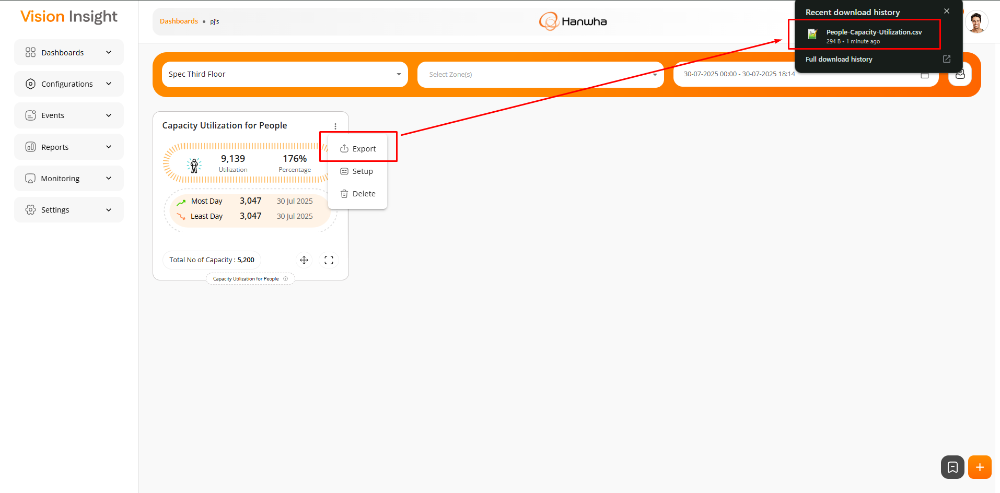 Vision Insight
Dashboards
Configurations
Events
Reports
Monitoring
Settings
Dashboards • pj's
Hanwha
Recent download history
People-Capacity-Utilization.csv
294 B • 1 minute ago
Full download history
Spec Third Floor
Select Zone(s)
30-07-2025 00:00 - 30-07-2025 18:14
Capacity Utilization for People
9,139
176%
Utilization
Percentage
Most Day 3,047 30 Jul 2025
Least Day 3,047 30 Jul 2025
Export
Setup
Delete
Total No of Capacity : 5,200
Capacity Utilization for People